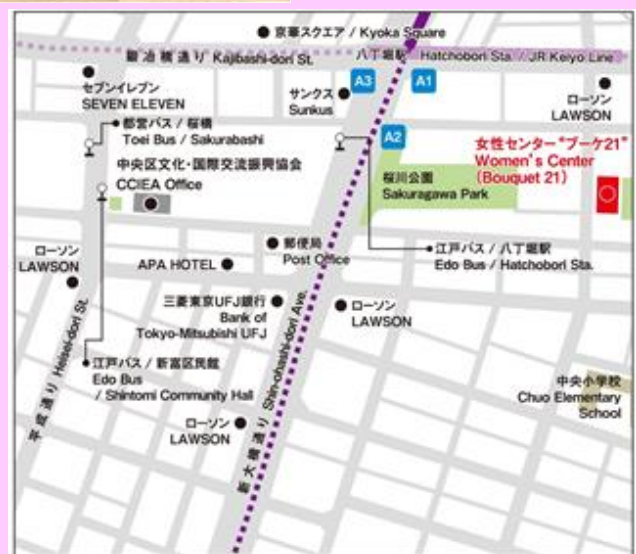 京華スクエア / Kyoka Square
鍛冶橋通り Kajibashi-dori St.
八丁堀駅 Hatchobori Sta. / JR Keiyo Line
セブンイレブン
SEVEN ELEVEN
サンクス
Sunkus
A3
A1
ローソン
LAWSON
都営バス / 桜橋
Toei Bus / Sakurabashi
A2
女性センター"ブーケ21"
Women's Center
(Bouquet 21)
中央区文化・国際交流振興協会
CCIEA Office
桜川公園
Sakuragawa Park
ローソン
LAWSON
郵便局
Post Office
江戸バス / 八丁堀駅
Edo Bus / Hatchobori Sta.
APA HOTEL
三菱東京UFJ銀行
Bank of
Tokyo-Mitsubishi UFJ
ローソン
LAWSON
江戸バス / 新富区民館
Edo Bus
/ Shintomi Community Hall
中央小学校
Chuo Elementary
School
ローソン
LAWSON
平成通り Heisei-dori St.
新大橋通り Shin-ohashi-dori Ave.